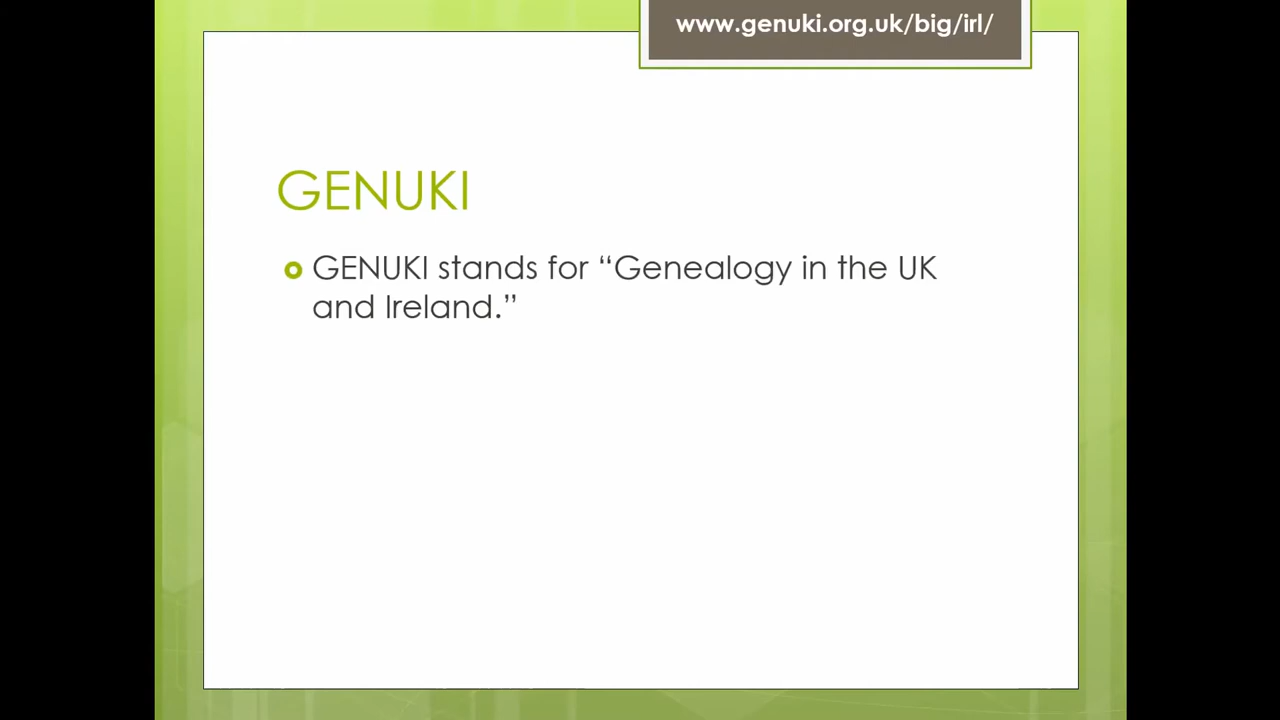 www.genuki.org.uk/big/irl/
GENUKI
GENUKI stands for “Genealogy in the UK
and Ireland.”